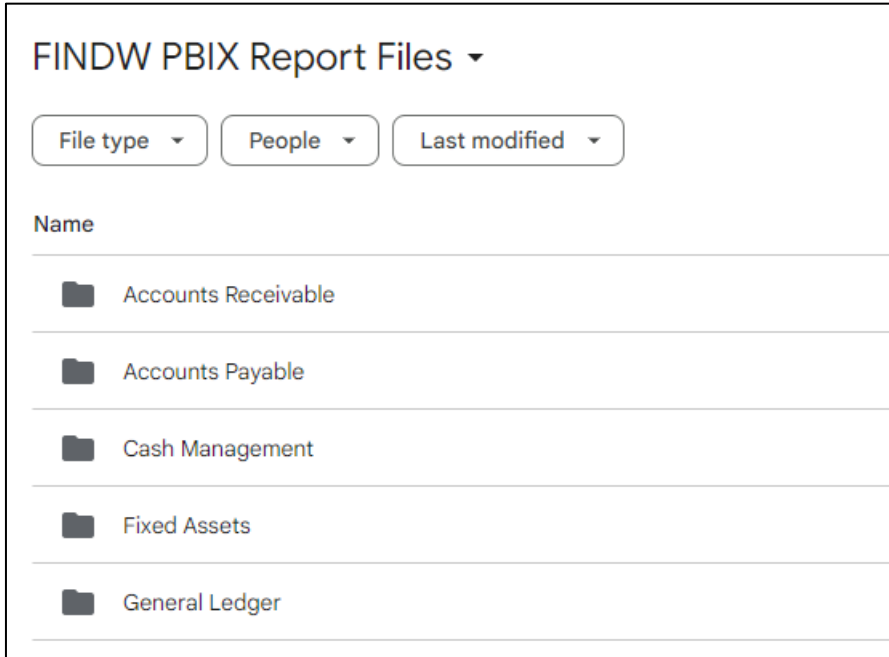 FINDW PBIX Report Files
File type People Last modified
Name
Accounts Receivable
Accounts Payable
Cash Management
Fixed Assets
General Ledger